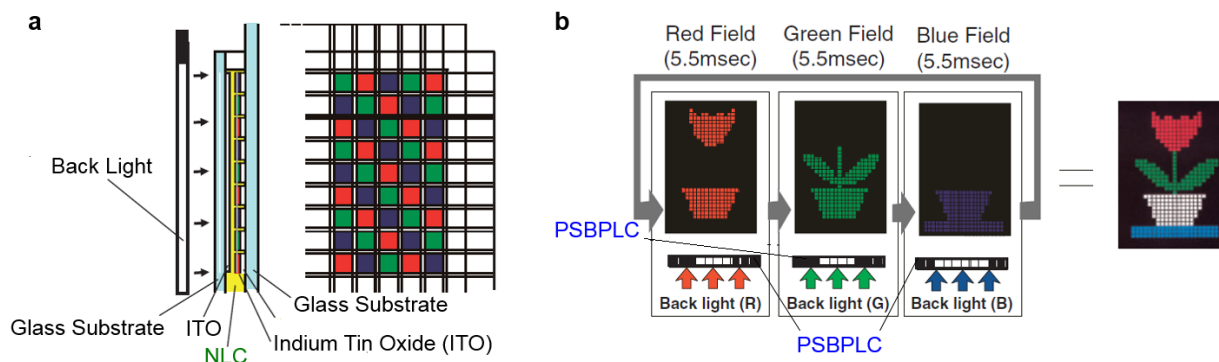 a
Back Light
Glass Substrate
ITO
NLC
Glass Substrate
Indium Tin Oxide (ITO)
b
Red Field
(5.5msec)
Green Field
(5.5msec)
Blue Field
(5.5msec)
PSBPLC
Back light (R)
Back light (G)
Back light (B)
PSBPLC
=